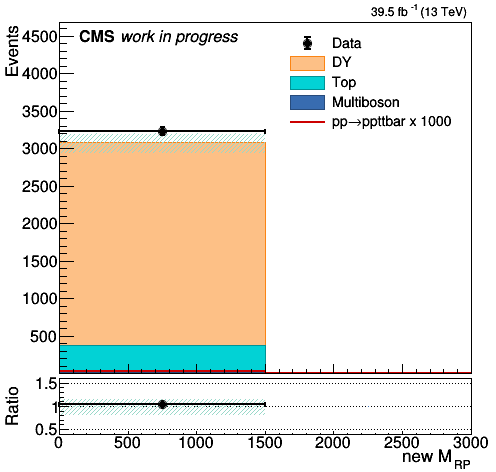 39.5 fb⁻¹ (13 TeV)
Events
4500
4000
3500
3000
2500
2000
1500
1000
500
CMS work in progress
Data
DY
Top
Multiboson
pp→ppttbar x 1000
Ratio
1.5
1
0.5
0 500 1000 1500 2000 2500 3000
new M_RP